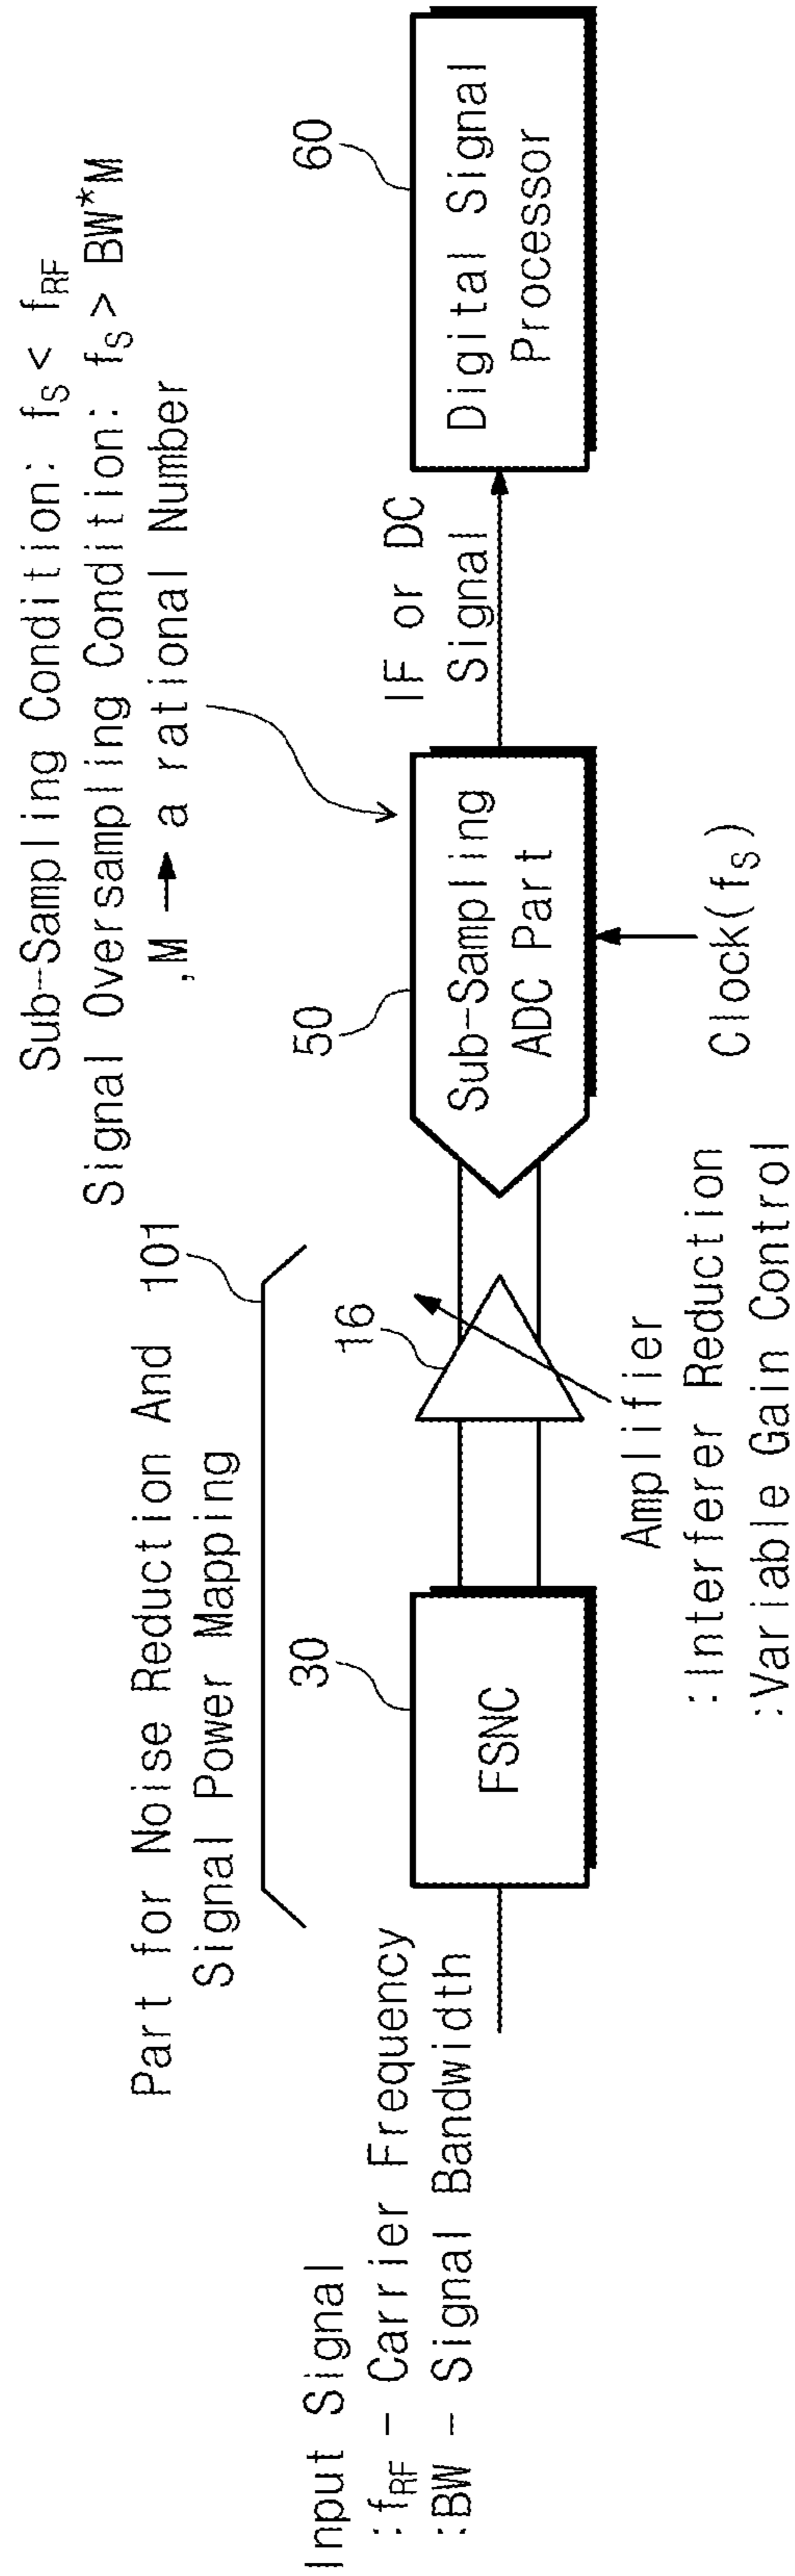 Sub-Sampling Condition: fS < fRF
Signal Oversampling Condition: fS > BW*M
,M → a rational Number
Part for Noise Reduction And
Signal Power Mapping
101
Input Signal
:fRF - Carrier Frequency
:BW - Signal Bandwidth
30
FSNC
16
Amplifier
:Interferer Reduction
:Variable Gain Control
50
Sub-Sampling
ADC Part
Clock(fS)
IF or DC
Signal
60
Digital Signal
Processor